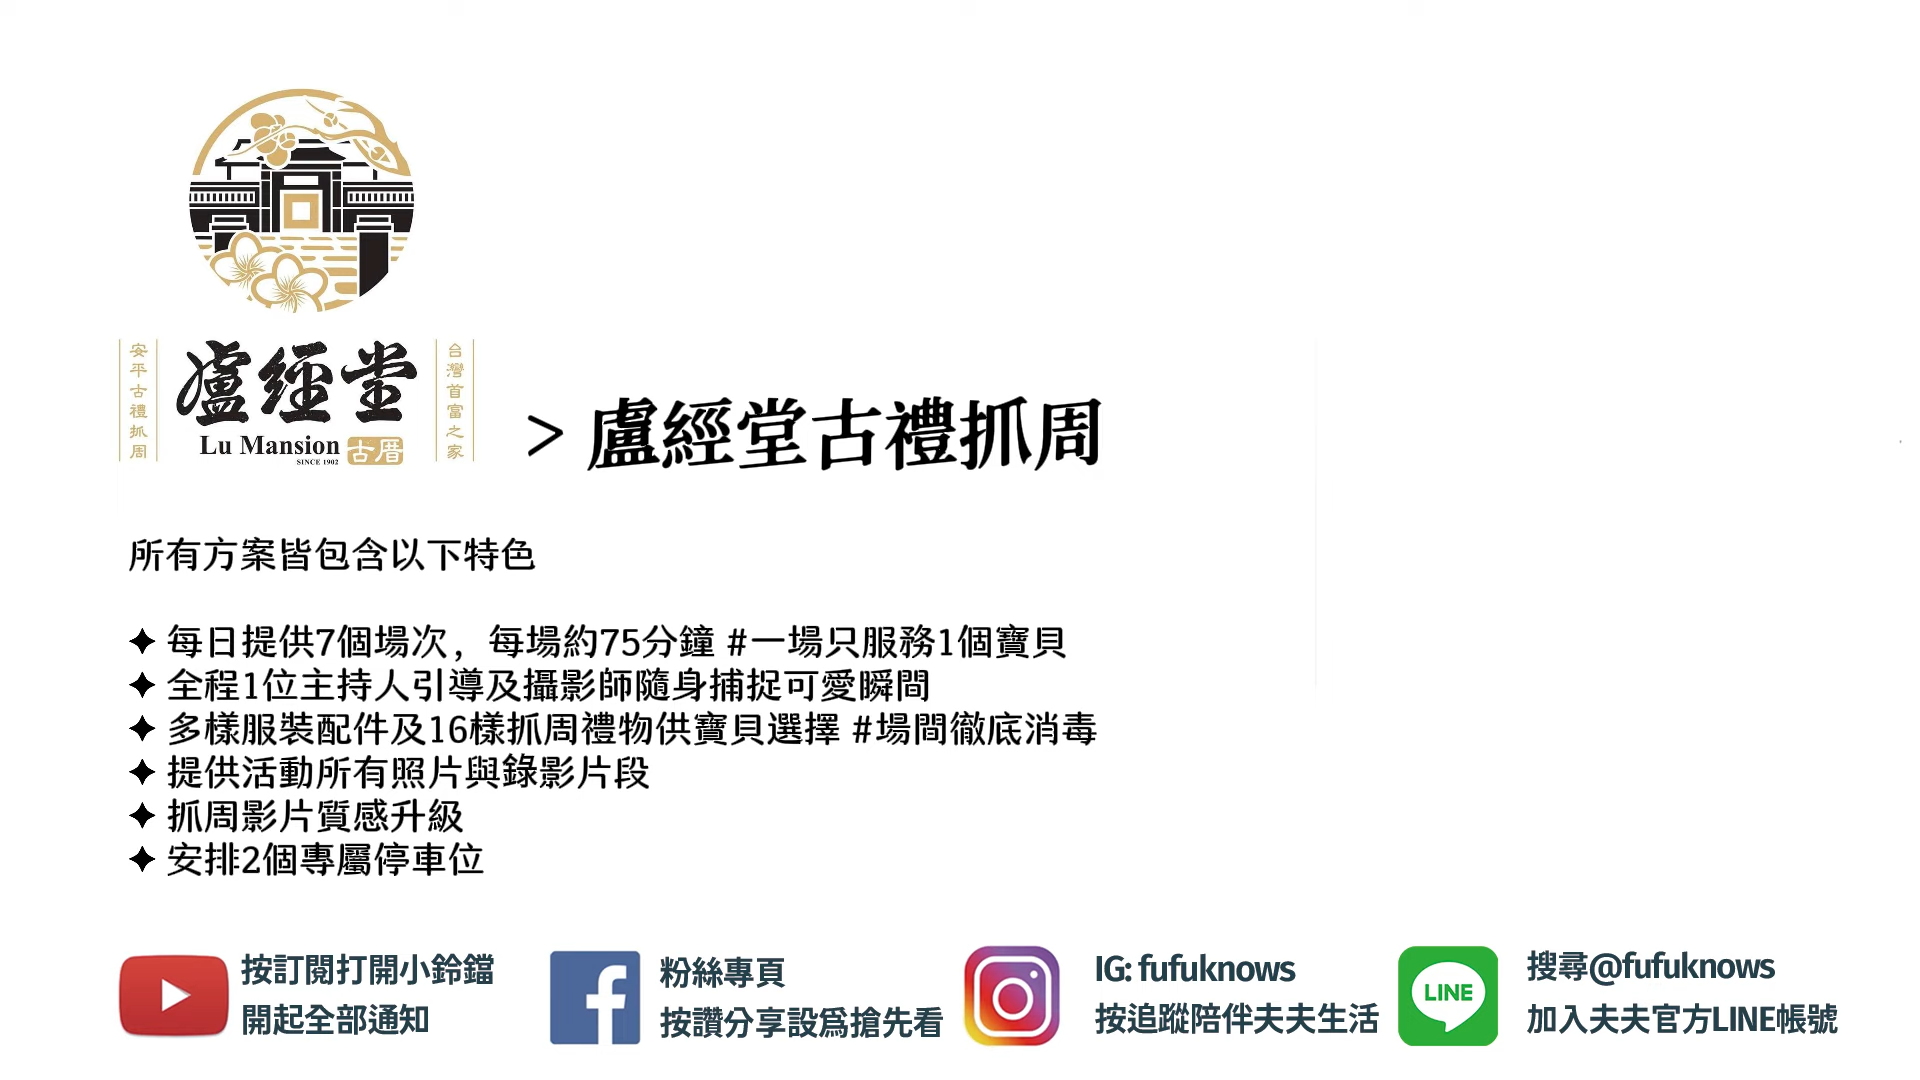 安平古禮抓周
盧經堂
台灣首富之家
Lu Mansion 古厝
SINCE 1902
> 盧經堂古禮抓周
所有方案皆包含以下特色
✦ 每日提供7個場次，每場約75分鐘 #一場只服務1個寶貝
✦ 全程1位主持人引導及攝影師隨身捕捉可愛瞬間
✦ 多樣服裝配件及16樣抓周禮物供寶貝選擇 #場間徹底消毒
✦ 提供活動所有照片與錄影片段
✦ 抓周影片質感升級
✦ 安排2個專屬停車位
按訂閱打開小鈴鐺
開起全部通知
粉絲專頁
按讚分享設為搶先看
IG: fufuknows
按追蹤陪伴夫夫生活
LINE
搜尋@fufuknows
加入夫夫官方LINE帳號